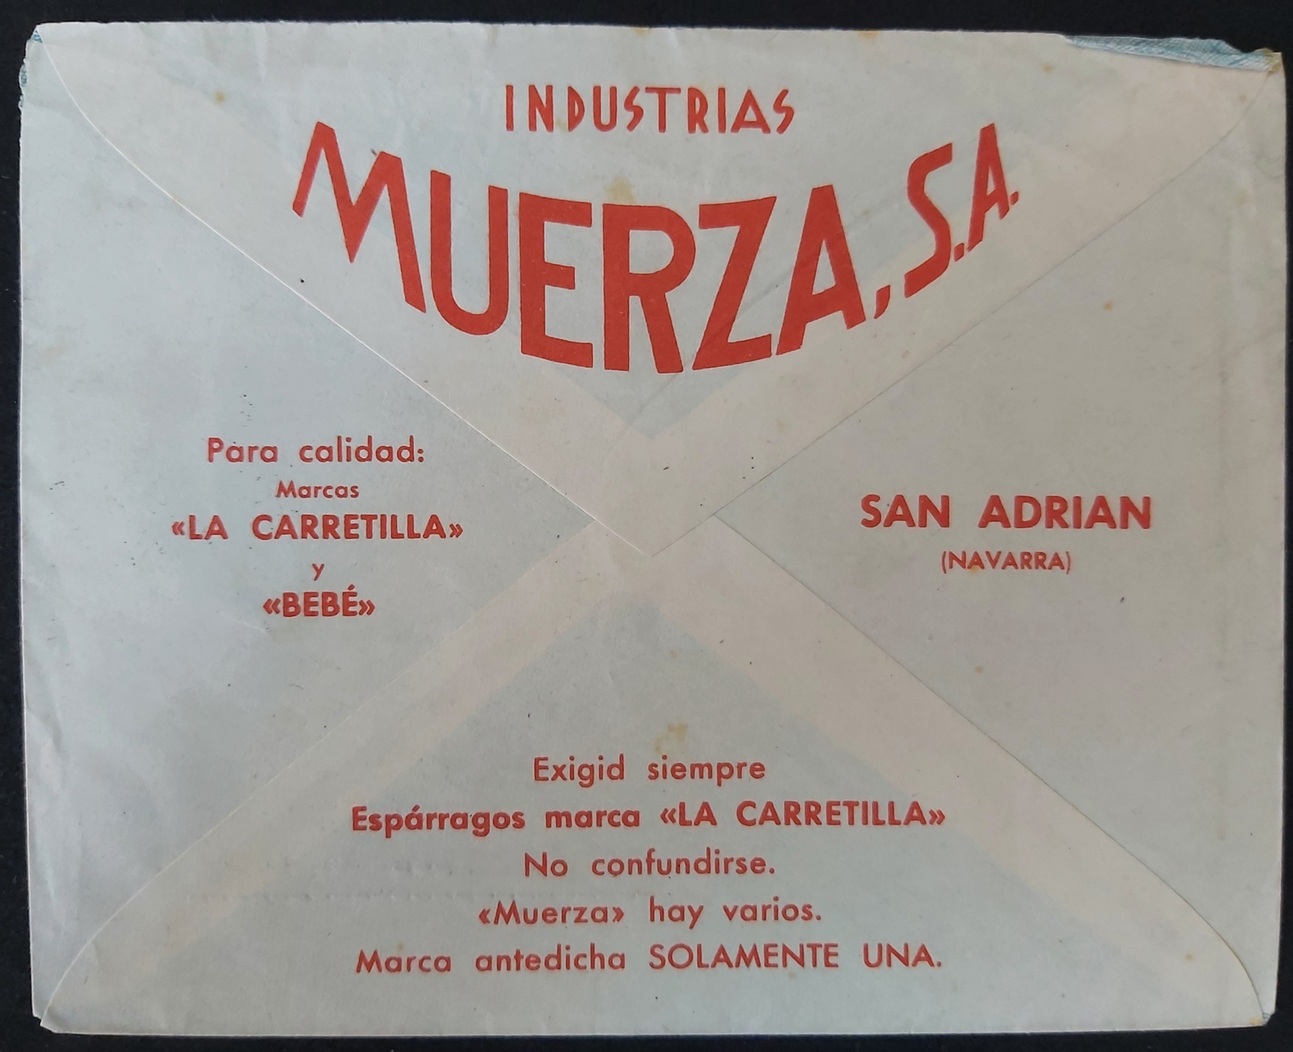 INDUSTRIAS
MUERZA, S.A.
Para calidad:
Marcas
«LA CARRETILLA»
y
«BEBÉ»
SAN ADRIAN
(NAVARRA)
Exigid siempre
Espárragos marca «LA CARRETILLA»
No confundirse.
«Muerza» hay varios.
Marca antedicha SOLAMENTE UNA.